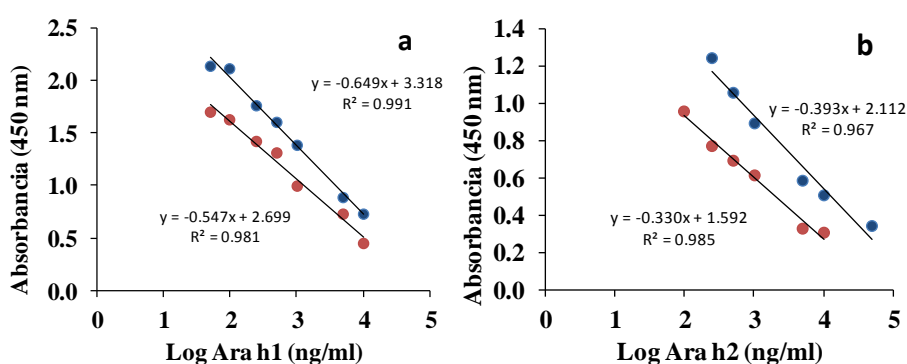 a
Absorbancia (450 nm)
2.5
2.0
1.5
1.0
0.5
0.0
y = -0.649x + 3.318
R² = 0.991
y = -0.547x + 2.699
R² = 0.981
0 1 2 3 4 5
Log Ara h1 (ng/ml)
b
Absorbancia (450 nm)
1.4
1.2
1.0
0.8
0.6
0.4
0.2
0.0
y = -0.393x + 2.112
R² = 0.967
y = -0.330x + 1.592
R² = 0.985
0 1 2 3 4 5
Log Ara h2 (ng/ml)